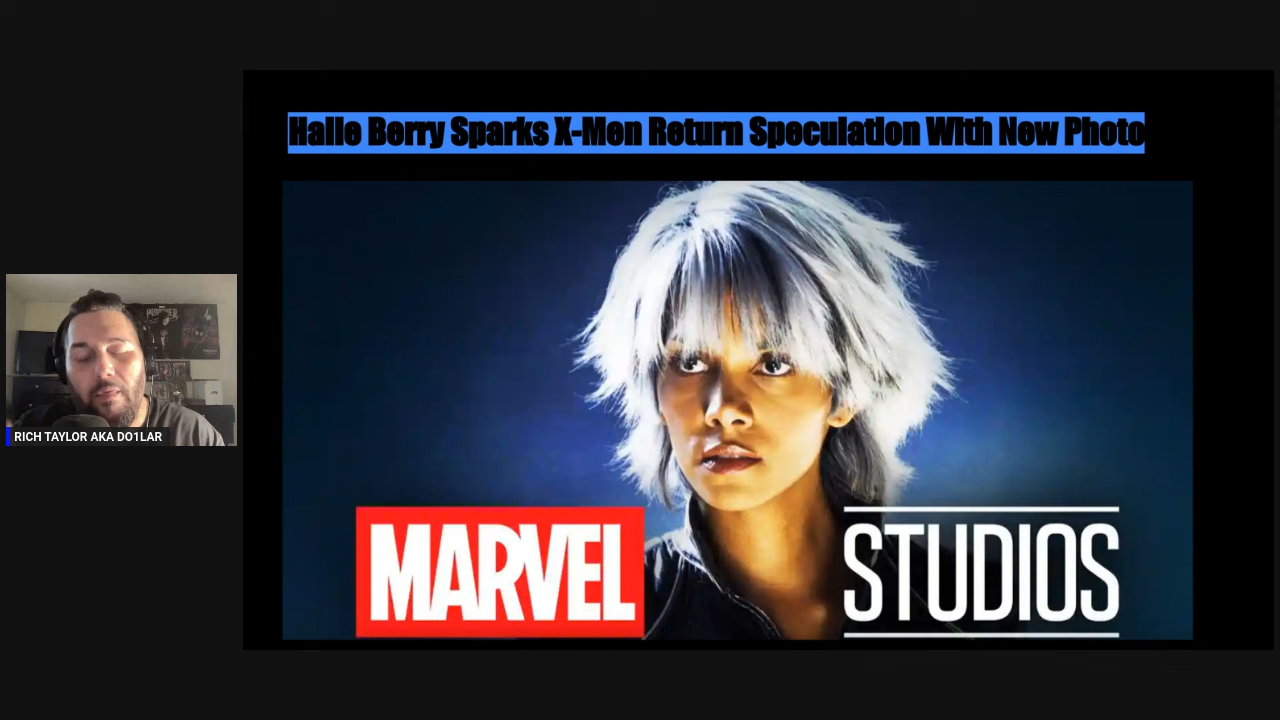 Halle Berry Sparks X-Men Return Speculation With New Photo
RICH TAYLOR AKA DO1LAR
MARVEL
STUDIOS